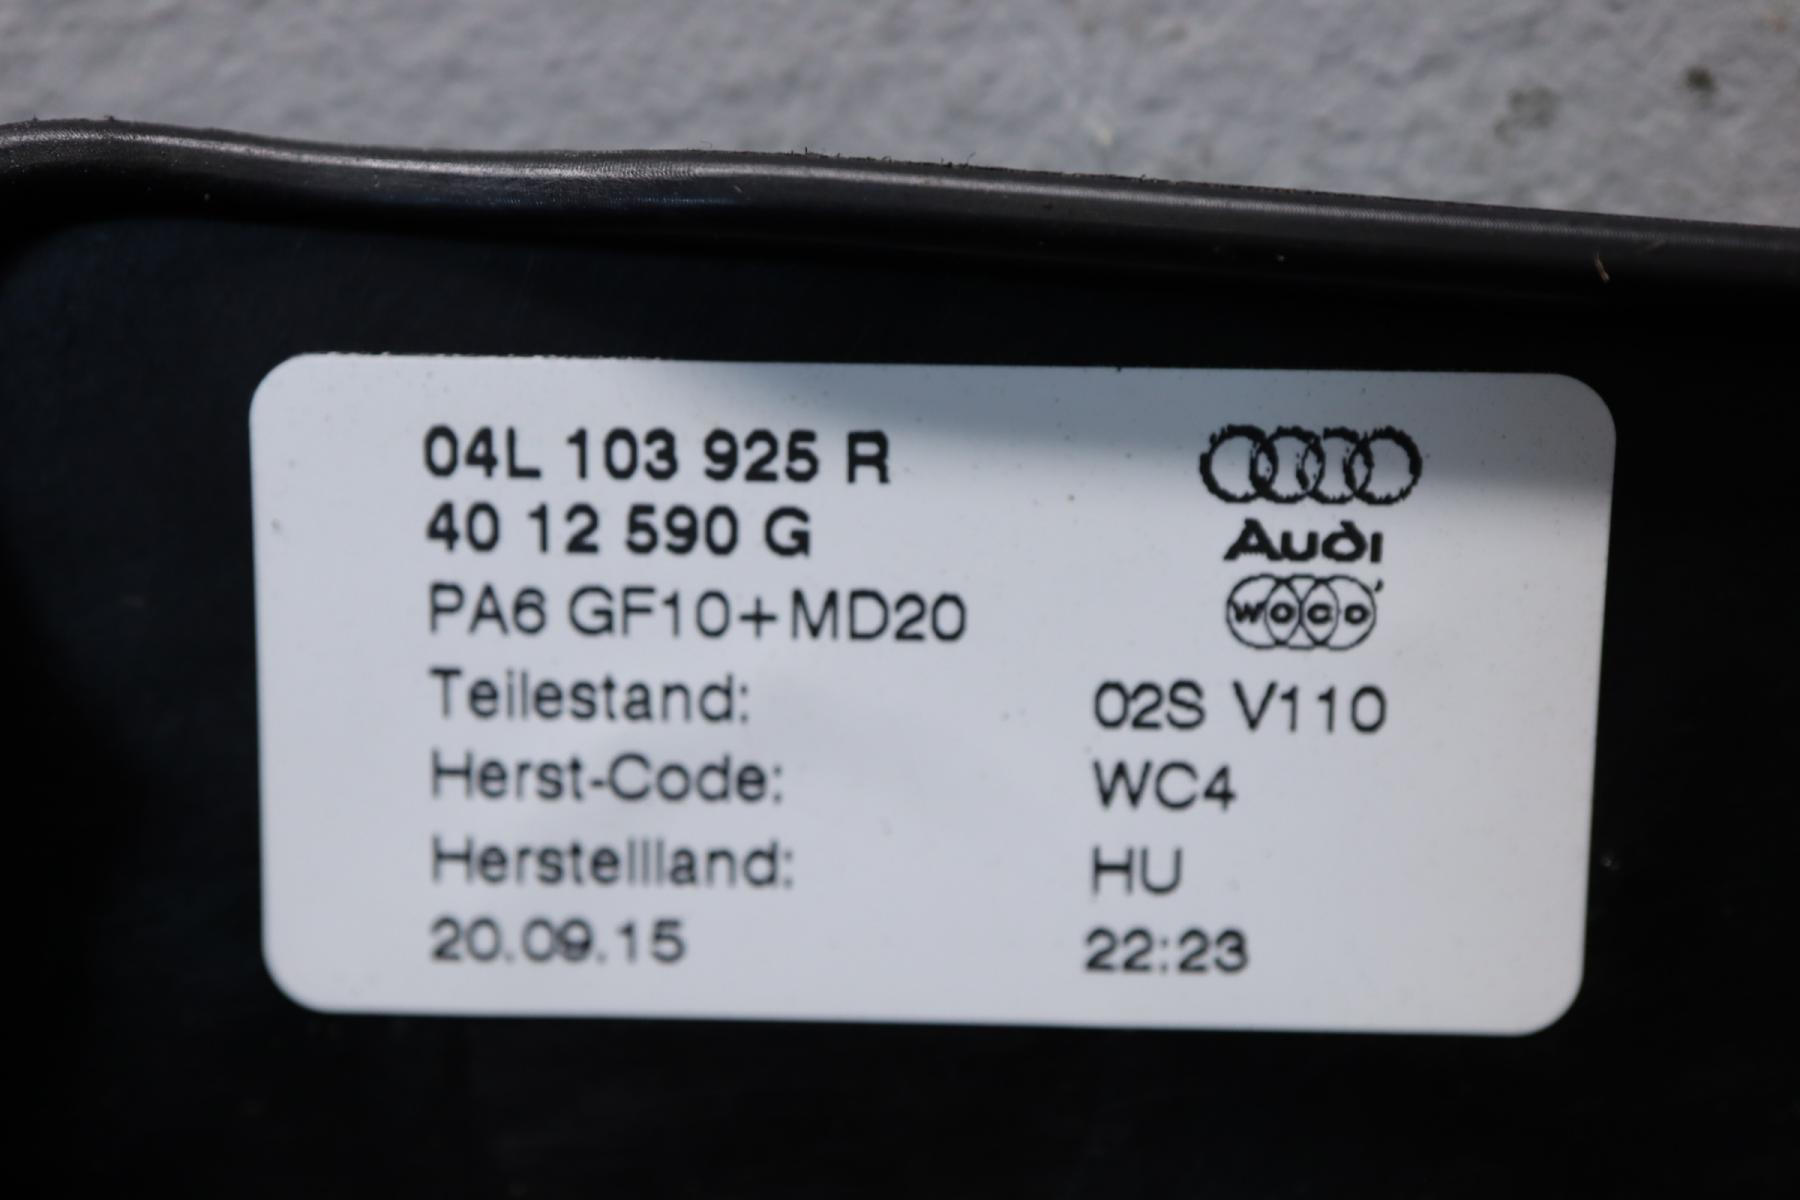 04L 103 925 R
40 12 590 G
Audi
PA6 GF10+MD20
WOCO
Teilestand: 02S V110
Herst-Code: WC4
Herstellland: HU
20.09.15 22:23